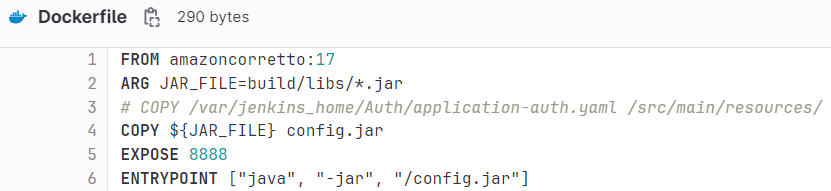 Dockerfile 290 bytes
1 FROM amazoncorretto:17
2 ARG JAR_FILE=build/libs/*.jar
3 # COPY /var/jenkins_home/Auth/application-auth.yaml /src/main/resources/
4 COPY ${JAR_FILE} config.jar
5 EXPOSE 8888
6 ENTRYPOINT ["java", "-jar", "/config.jar"]